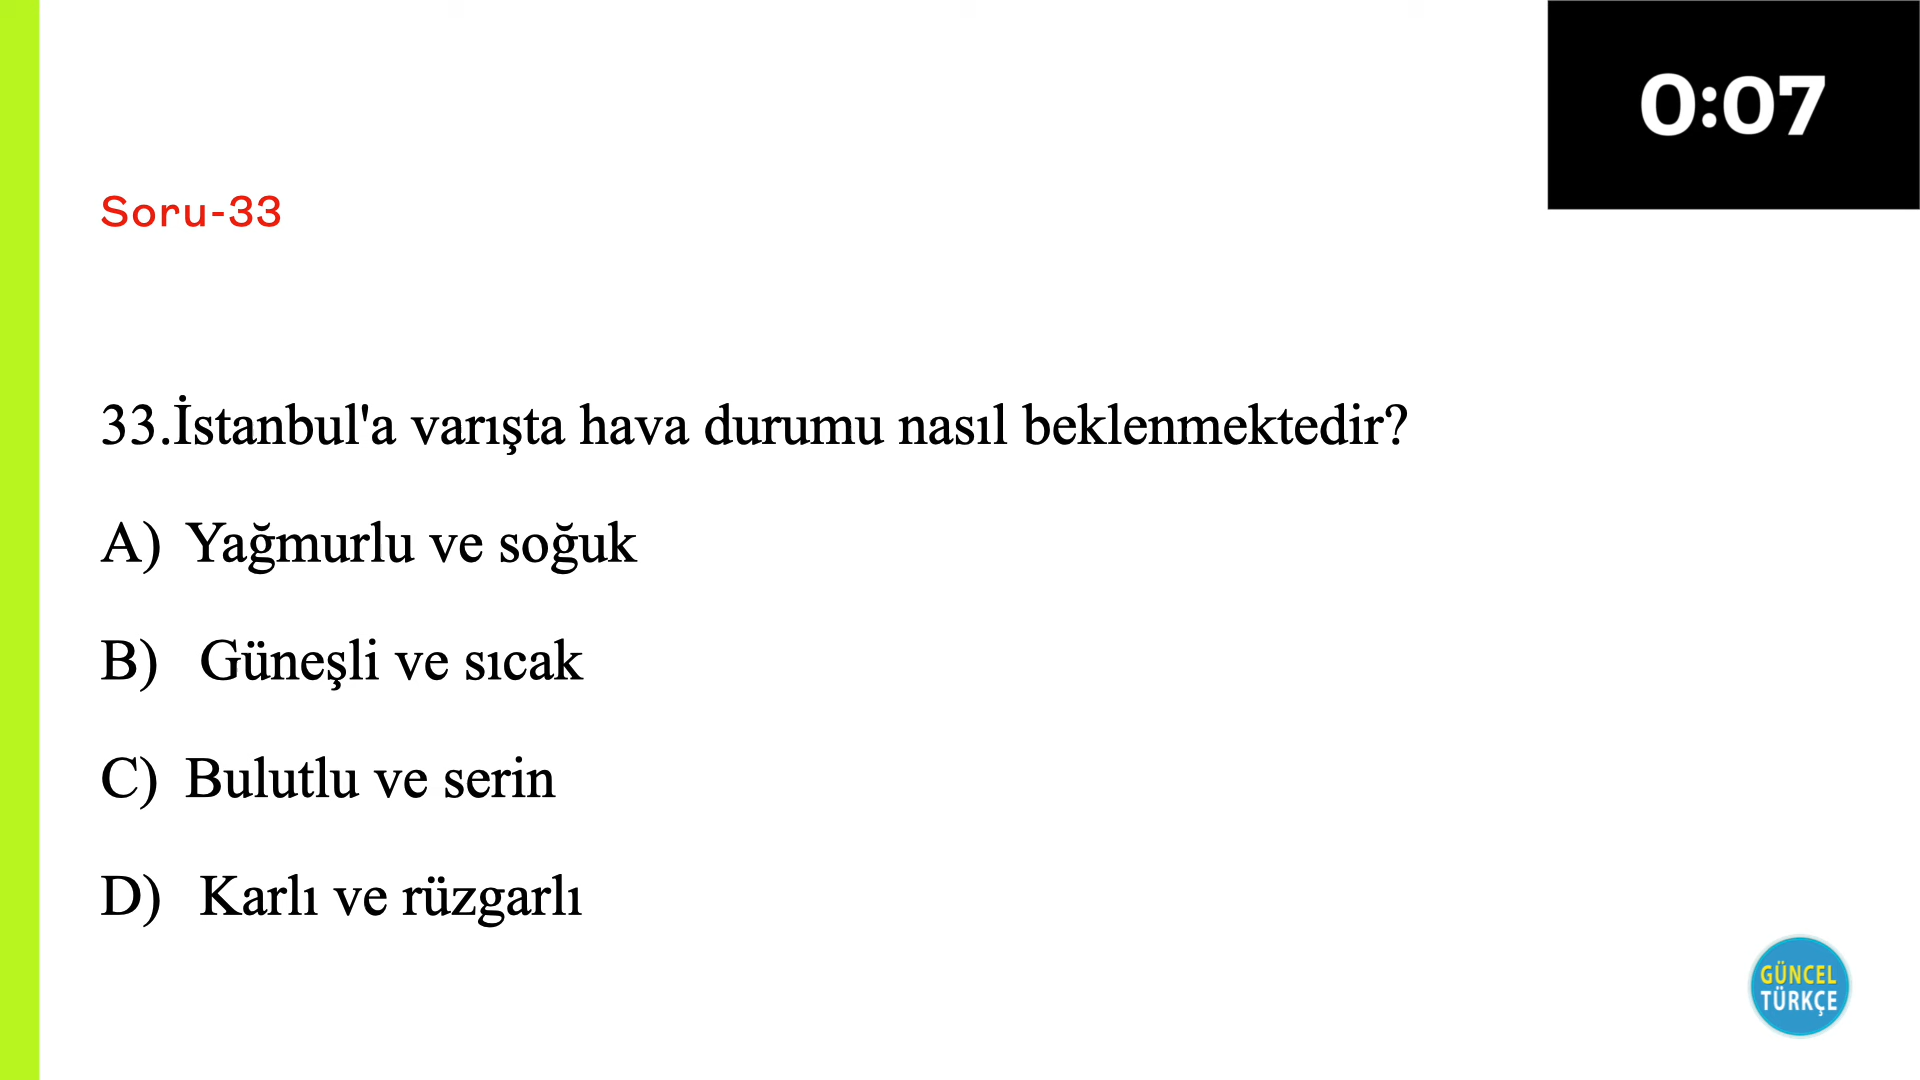 0:07
Soru-33
33.İstanbul'a varışta hava durumu nasıl beklenmektedir?
A) Yağmurlu ve soğuk
B) Güneşli ve sıcak
C) Bulutlu ve serin
D) Karlı ve rüzgarlı
GÜNCEL
TÜRKÇE